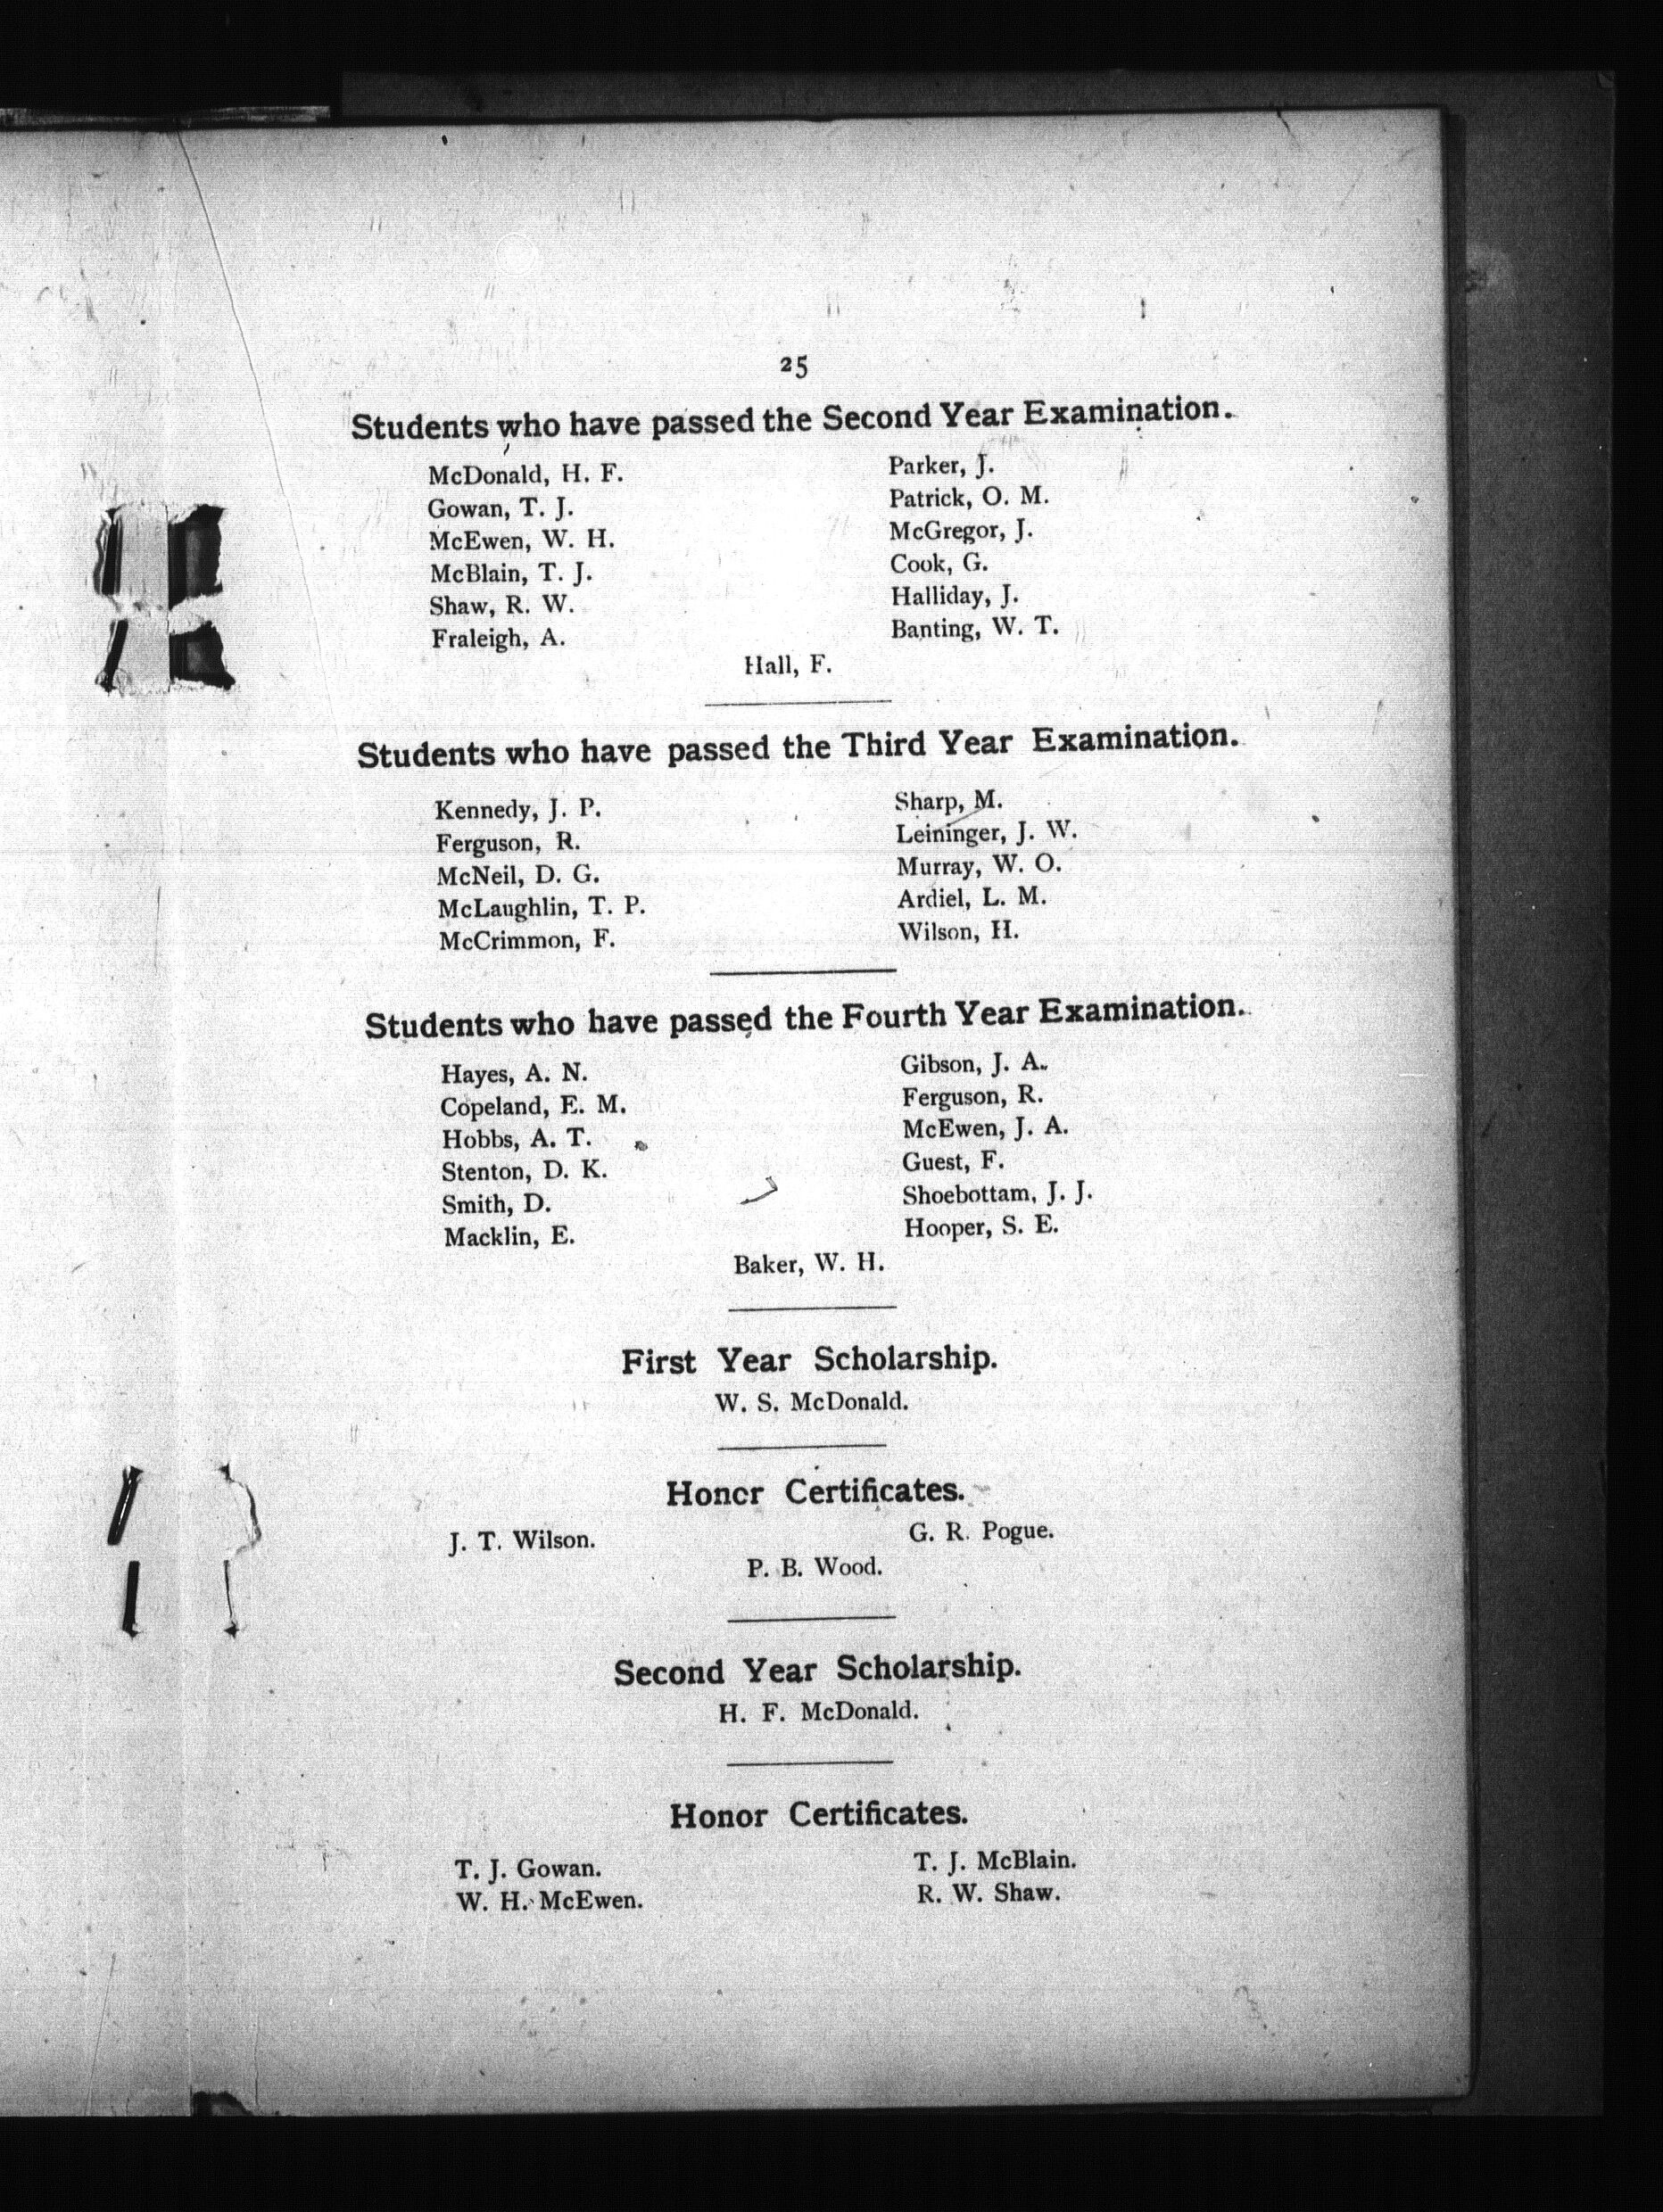 25
Students who have passed the Second Year Examination.
McDonald, H. F.
Gowan, T. J.
McEwen, W. H.
McBlain, T. J.
Shaw, R. W.
Fraleigh, A.
Parker, J.
Patrick, O. M.
McGregor, J.
Cook, G.
Halliday, J.
Banting, W. T.
Hall, F.
Students who have passed the Third Year Examination.
Kennedy, J. P.
Ferguson, R.
McNeil, D. G.
McLaughlin, T. P.
McCrimmon, F.
Sharp, M.
Leininger, J. W.
Murray, W. O.
Ardiel, L. M.
Wilson, H.
Students who have passed the Fourth Year Examination.
Hayes, A. N.
Copeland, E. M.
Hobbs, A. T.
Stenton, D. K.
Smith, D.
Macklin, E.
Gibson, J. A.
Ferguson, R.
McEwen, J. A.
Guest, F.
Shoebottam, J. J.
Hooper, S. E.
Baker, W. H.
First Year Scholarship.
W. S. McDonald.
Honor Certificates.
J. T. Wilson.
G. R. Pogue.
P. B. Wood.
Second Year Scholarship.
H. F. McDonald.
Honor Certificates.
T. J. Gowan.
W. H. McEwen.
T. J. McBlain.
R. W. Shaw.